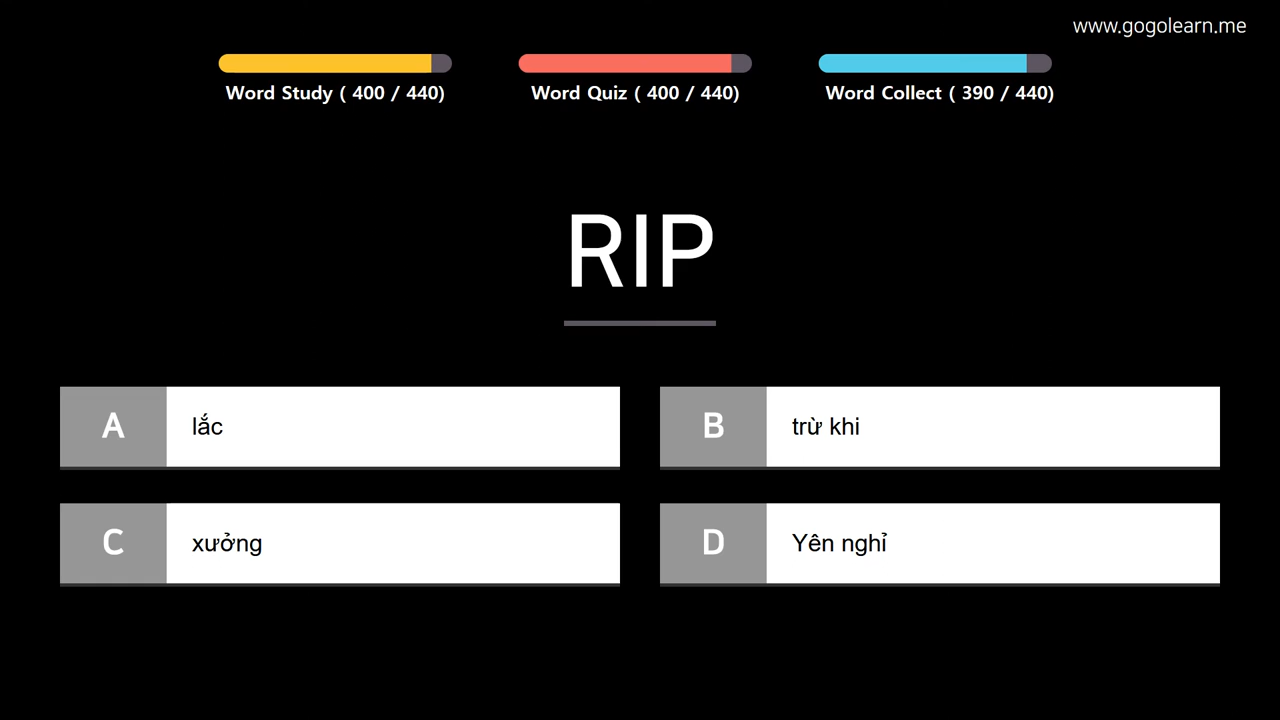 www.gogolearn.me
Word Study ( 400 / 440)
Word Quiz ( 400 / 440)
Word Collect ( 390 / 440)
RIP
A lắc
B trừ khi
C xưởng
D Yên nghỉ